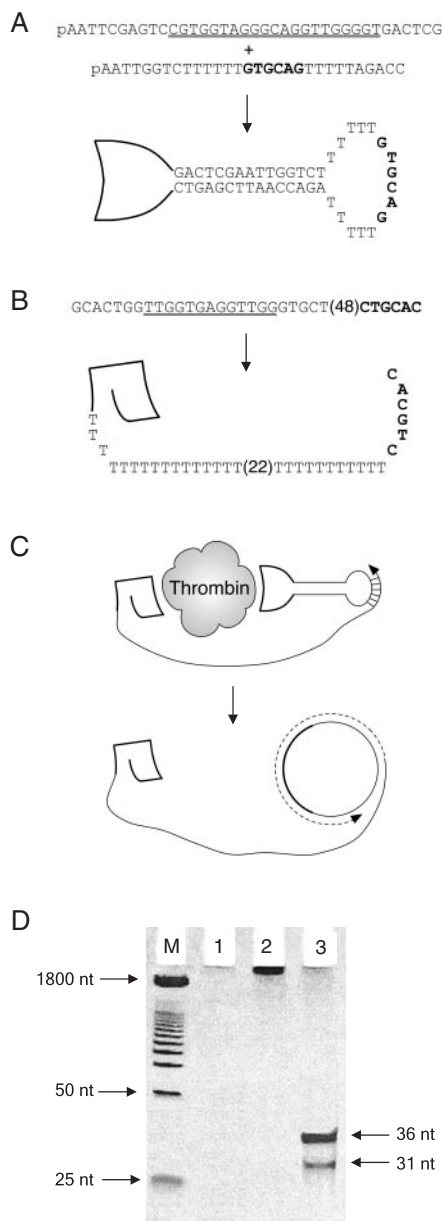 A
pAATTCGAGTCCGTGGTAGGGCAGGTTGGGGTGACTCG
+
pAATTGGTCTTTTTTGTGCAGTTTTTAGACC
GACTCGAATTGGTCT
CTGAGCTTAACCAGA
T
T
TTT
G
T
G
C
A
G
TTT
T
T
B
GCACTGGTTGGTGAGGTTGGGTGCT(48)CTGCAC
C
A
C
G
T
C
T
T
T
TTTTTTTTTTTTT(22)TTTTTTTTTTT
C
Thrombin
D
M 1 2 3
1800 nt
50 nt
36 nt
31 nt
25 nt